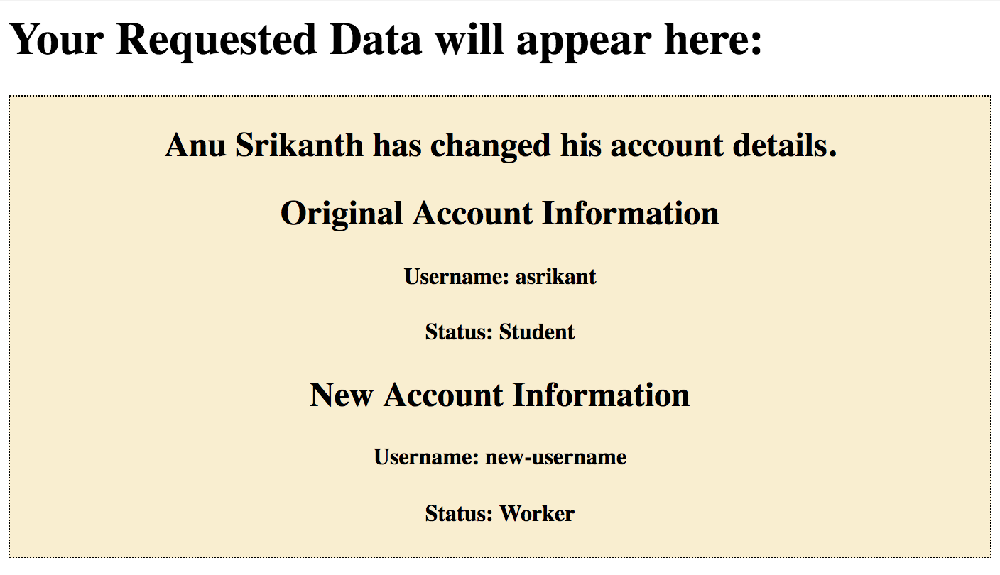 Your Requested Data will appear here:
Anu Srikanth has changed his account details.
Original Account Information
Username: asrikant
Status: Student
New Account Information
Username: new-username
Status: Worker